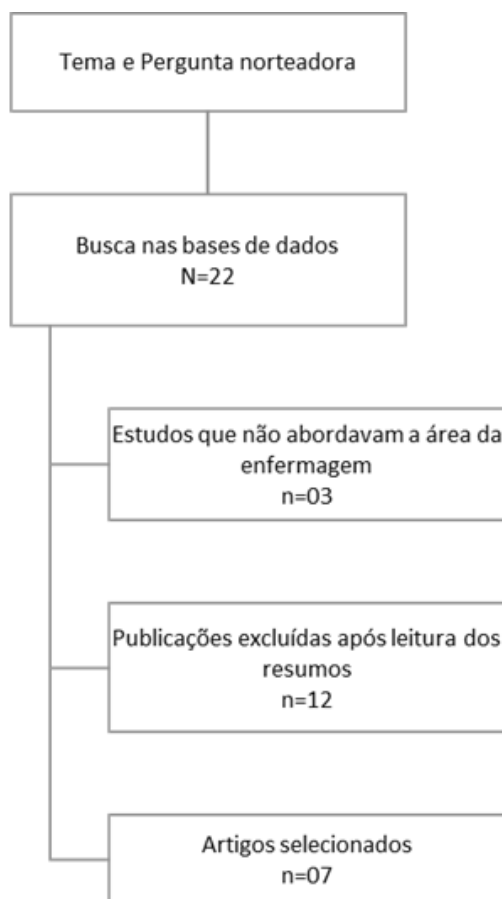 Tema e Pergunta norteadora
Busca nas bases de dados
N=22
Estudos que não abordavam a área da
enfermagem
n=03
Publicações excluídas após leitura dos
resumos
n=12
Artigos selecionados
n=07